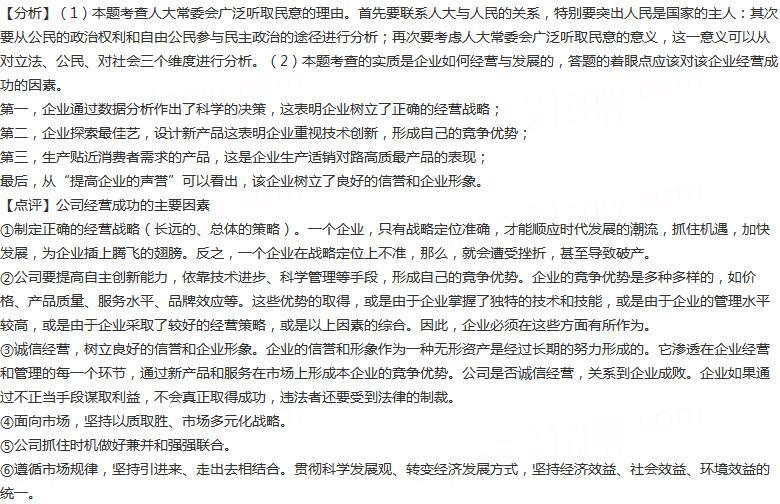 【分析】（1）本题考查人大常委会广泛听取民意的理由。首先要联系人大与人民的关系，特别要突出人民是国家的主人：其次
要从公民的政治权利和自由公民参与民主政治的途径进行分析；再次要考虑人大常委会广泛听取民意的意义，这一意义可以从
对立法、公民、对社会三个维度进行分析。（2）本题考查的实质是企业如何经营与发展的，答题的着眼点应该对该企业经营成
功的因素。
第一，企业通过数据分析作出了科学的决策，这表明企业树立了正确的经营战略；
第二，企业探索最佳艺，设计新产品这表明企业重视技术创新，形成自己的竞争优势；
第三，生产贴近消费者需求的产品，这是企业生产适销对路高质最产品的表现；
最后，从“提高企业的声誉”可以看出，该企业树立了良好的信誉和企业形象。
【点评】公司经营成功的主要因素
①制定正确的经营战略（长远的、总体的策略）。一个企业，只有战略定位准确，才能顺应时代发展的潮流，抓住机遇，加快
发展，为企业插上腾飞的翅膀。反之，一个企业在战略定位上不准，那么，就会遭受挫折，甚至导致破产。
②公司要提高自主创新能力，依靠技术进步、科学管理等手段，形成自己的竞争优势。企业的竞争优势是多种多样的，如价
格、产品质量、服务水平、品牌效应等。这些优势的取得，或是由于企业掌握了独特的技术和技能，或是由于企业的管理水平
较高，或是由于企业采取了较好的经营策略，或是以上因素的综合。因此，企业必须在这些方面有所作为。
③诚信经营，树立良好的信誉和企业形象。企业的信誉和形象作为一种无形资产是经过长期的努力形成的。它渗透在企业经营
和管理的每一个环节，通过新产品和服务在市场上形成本企业的竞争优势。公司是否诚信经营，关系到企业成败。企业如果通
过不正当手段谋取利益，不会真正取得成功，违法者还要受到法律的制裁。
④面向市场，坚持以质取胜、市场多元化战略。
⑤公司抓住时机做好兼并和强强联合。
⑥遵循市场规律，坚持引进来、走出去相结合。贯彻科学发展观、转变经济发展方式，坚持经济效益、社会效益、环境效益的
统一。